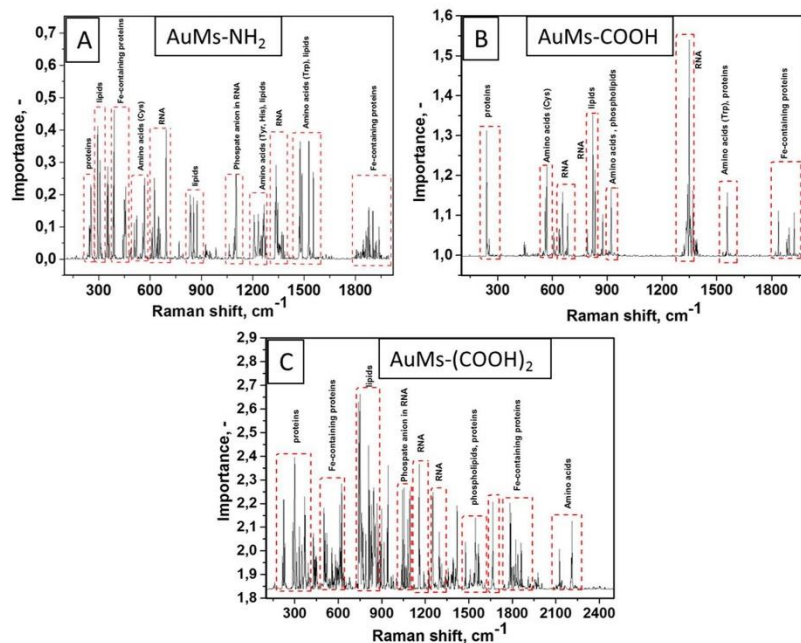 A
AuMs-NH2
Importance, -
0,7
0,6
0,5
0,4
0,3
0,2
0,1
0,0
proteins
lipids
Fe-containing proteins
Amino acids (Cys)
RNA
lipids
Phospate anion in RNA
Amino acids (Tyr, His), lipids
RNA
Amino acids (Trp), lipids
Fe-containing proteins
300 600 900 1200 1500 1800
Raman shift, cm-1
B
AuMs-COOH
Importance, -
1,6
1,5
1,4
1,3
1,2
1,1
1,0
proteins
Amino acids (Cys)
RNA
RNA
lipids
Amino acids , phospholipids
RNA
Amino acids (Trp), proteins
Fe-containing proteins
300 600 900 1200 1500 1800
Raman shift, cm-1
C
AuMs-(COOH)2
Importance, -
2,9
2,8
2,7
2,6
2,5
2,4
2,3
2,2
2,1
2,0
1,9
1,8
proteins
Fe-containing proteins
lipids
Phospate anion in RNA
RNA
RNA
phospholipids, proteins
Fe-containing proteins
Amino acids
300 600 900 1200 1500 1800 2100 2400
Raman shift, cm-1